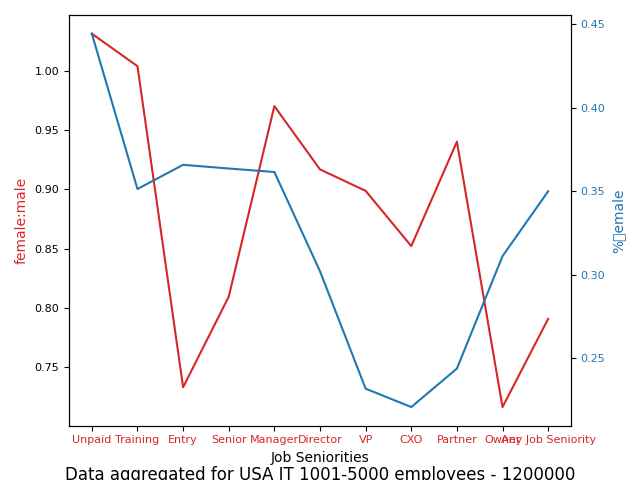 1.00
0.95
0.90
0.85
0.80
0.75
female:male
0.45
0.40
0.35
0.30
0.25
%▯emale
Unpaid Training Entry Senior Manager Director VP CXO Partner Owner Any Job Seniority
Job Seniorities
Data aggregated for USA IT 1001-5000 employees - 1200000